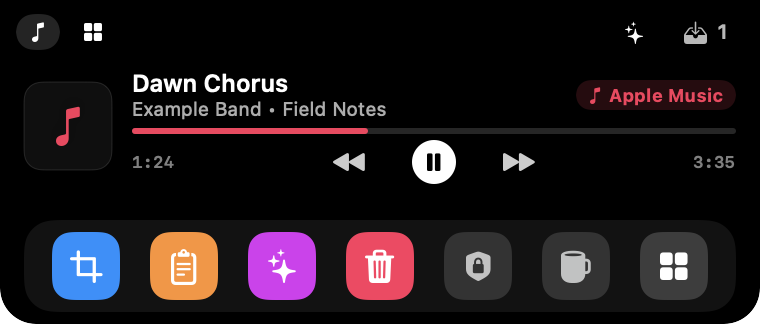 1
Dawn Chorus
Example Band • Field Notes
Apple Music
1:24
3:35